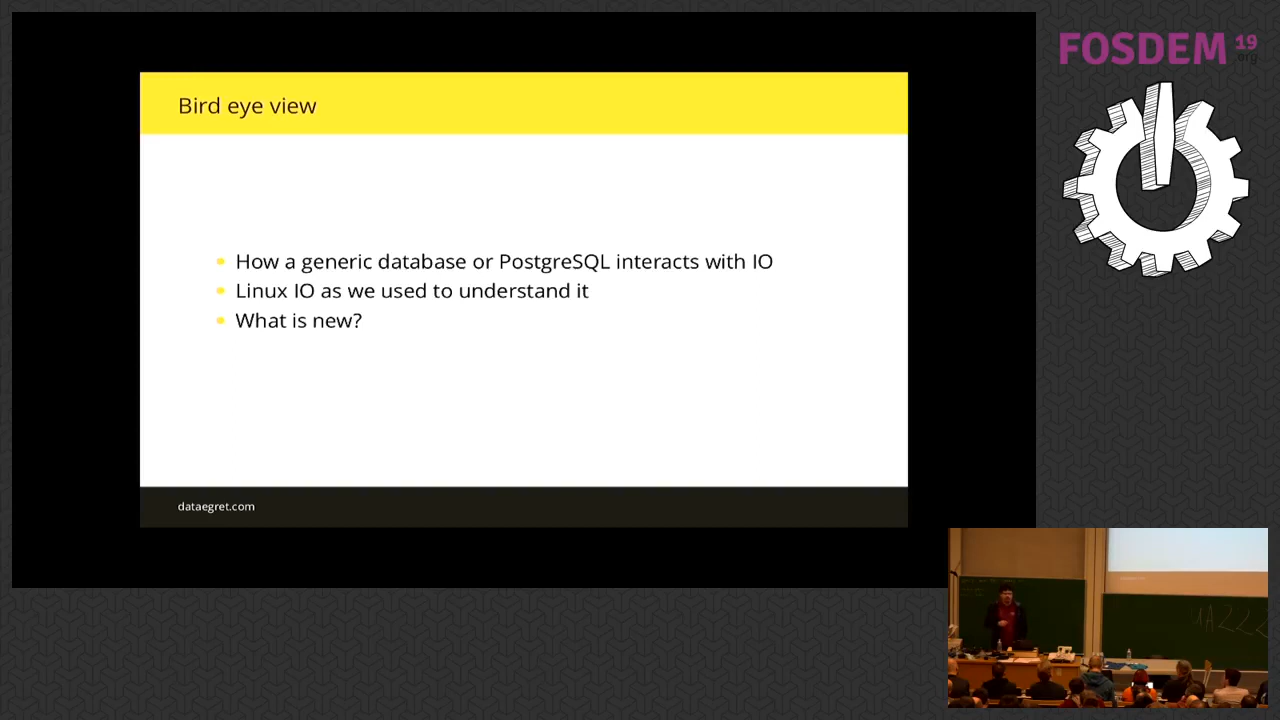 Bird eye view
How a generic database or PostgreSQL interacts with IO
Linux IO as we used to understand it
What is new?
dataegret.com
FOSDEM 19
.org